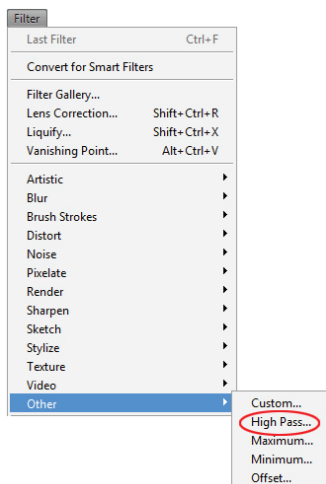 Filter
Last Filter Ctrl+F
Convert for Smart Filters
Filter Gallery...
Lens Correction... Shift+Ctrl+R
Liquify... Shift+Ctrl+X
Vanishing Point... Alt+Ctrl+V
Artistic
Blur
Brush Strokes
Distort
Noise
Pixelate
Render
Sharpen
Sketch
Stylize
Texture
Video
Other
Custom...
High Pass...
Maximum...
Minimum...
Offset...